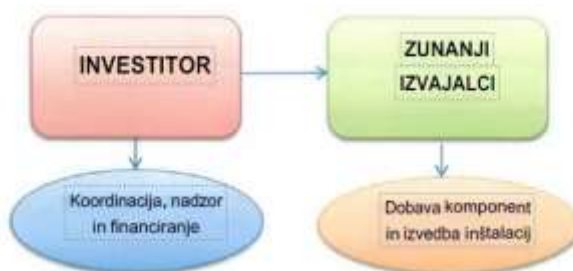 INVESTITOR
ZUNANJI
IZVAJALCI
Koordinacija, nadzor
in financiranje
Dobava komponent
in izvedba inštalacij